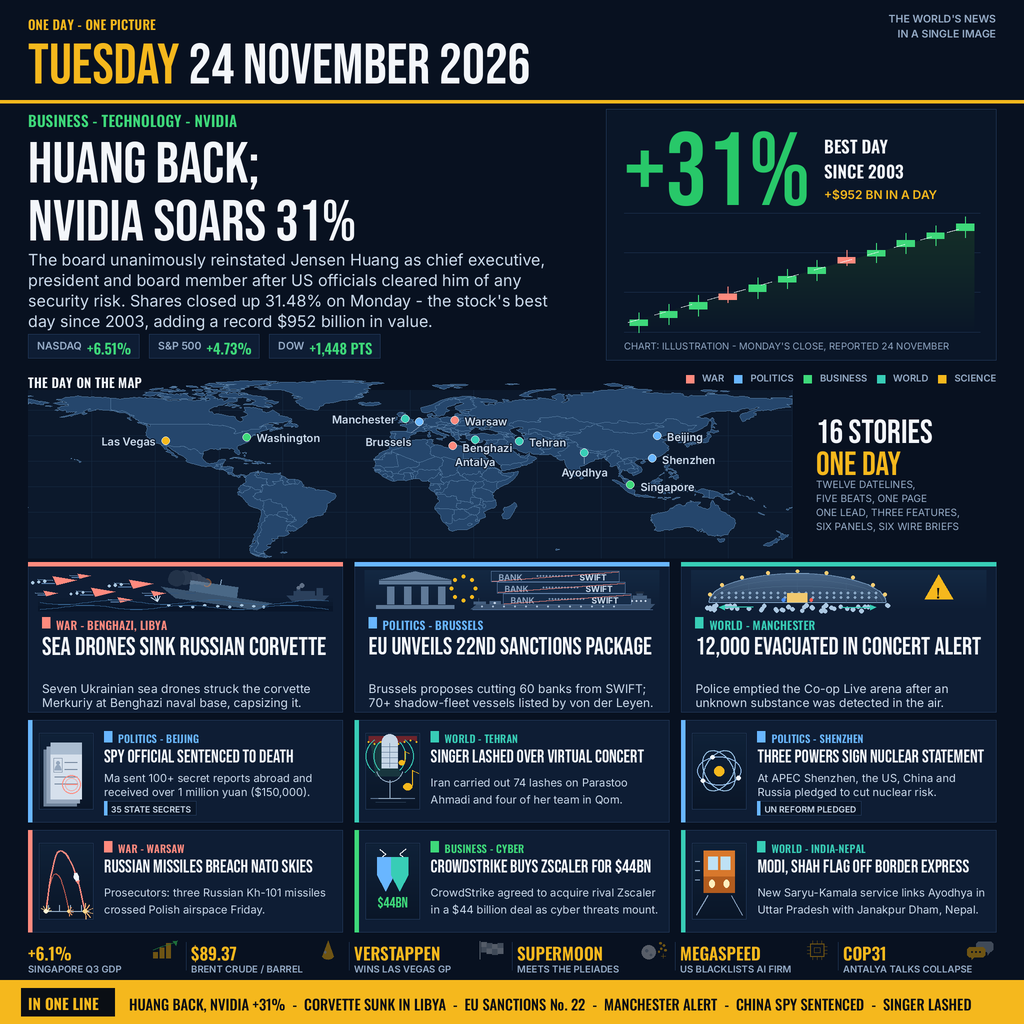 ONE DAY - ONE PICTURE
THE WORLD'S NEWS
IN A SINGLE IMAGE
TUESDAY 24 NOVEMBER 2026
BUSINESS - TECHNOLOGY - NVIDIA
HUANG BACK;
NVIDIA SOARS 31%
The board unanimously reinstated Jensen Huang as chief executive,
president and board member after US officials cleared him of any
security risk. Shares closed up 31.48% on Monday - the stock's best
day since 2003, adding a record $952 billion in value.
NASDAQ +6.51%
S&P 500 +4.73%
DOW +1,448 PTS
+31%
BEST DAY
SINCE 2003
+$952 BN IN A DAY
CHART: ILLUSTRATION - MONDAY'S CLOSE, REPORTED 24 NOVEMBER
THE DAY ON THE MAP
WAR
POLITICS
BUSINESS
WORLD
SCIENCE
Las Vegas
Washington
Manchester
Brussels
Warsaw
Benghazi
Antalya
Tehran
Ayodhya
Beijing
Shenzhen
Singapore
16 STORIES
ONE DAY
TWELVE DATELINES,
FIVE BEATS, ONE PAGE
ONE LEAD, THREE FEATURES,
SIX PANELS, SIX WIRE BRIEFS
WAR - BENGHAZI, LIBYA
SEA DRONES SINK RUSSIAN CORVETTE
Seven Ukrainian sea drones struck the corvette
Merkuriy at Benghazi naval base, capsizing it.
BANK SWIFT
BANK SWIFT
BANK SWIFT
POLITICS - BRUSSELS
EU UNVEILS 22ND SANCTIONS PACKAGE
Brussels proposes cutting 60 banks from SWIFT;
70+ shadow-fleet vessels listed by von der Leyen.
!
WORLD - MANCHESTER
12,000 EVACUATED IN CONCERT ALERT
Police emptied the Co-op Live arena after an
unknown substance was detected in the air.
POLITICS - BEIJING
SPY OFFICIAL SENTENCED TO DEATH
Ma sent 100+ secret reports abroad and
received over 1 million yuan ($150,000).
35 STATE SECRETS
WORLD - TEHRAN
SINGER LASHED OVER VIRTUAL CONCERT
Iran carried out 74 lashes on Parastoo
Ahmadi and four of her team in Qom.
POLITICS - SHENZHEN
THREE POWERS SIGN NUCLEAR STATEMENT
At APEC Shenzhen, the US, China and
Russia pledged to cut nuclear risk.
UN REFORM PLEDGED
WAR - WARSAW
RUSSIAN MISSILES BREACH NATO SKIES
Prosecutors: three Russian Kh-101 missiles
crossed Polish airspace Friday.
$44BN
BUSINESS - CYBER
CROWDSTRIKE BUYS ZSCALER FOR $44BN
CrowdStrike agreed to acquire rival Zscaler
in a $44 billion deal as cyber threats mount.
WORLD - INDIA-NEPAL
MODI, SHAH FLAG OFF BORDER EXPRESS
New Saryu-Kamala service links Ayodhya in
Uttar Pradesh with Janakpur Dham, Nepal.
+6.1%
SINGAPORE Q3 GDP
$89.37
BRENT CRUDE / BARREL
VERSTAPPEN
WINS LAS VEGAS GP
SUPERMOON
MEETS THE PLEIADES
MEGASPEED
US BLACKLISTS AI FIRM
COP31
ANTALYA TALKS COLLAPSE
IN ONE LINE
HUANG BACK, NVIDIA +31% - CORVETTE SUNK IN LIBYA - EU SANCTIONS No. 22 - MANCHESTER ALERT - CHINA SPY SENTENCED - SINGER LASHED